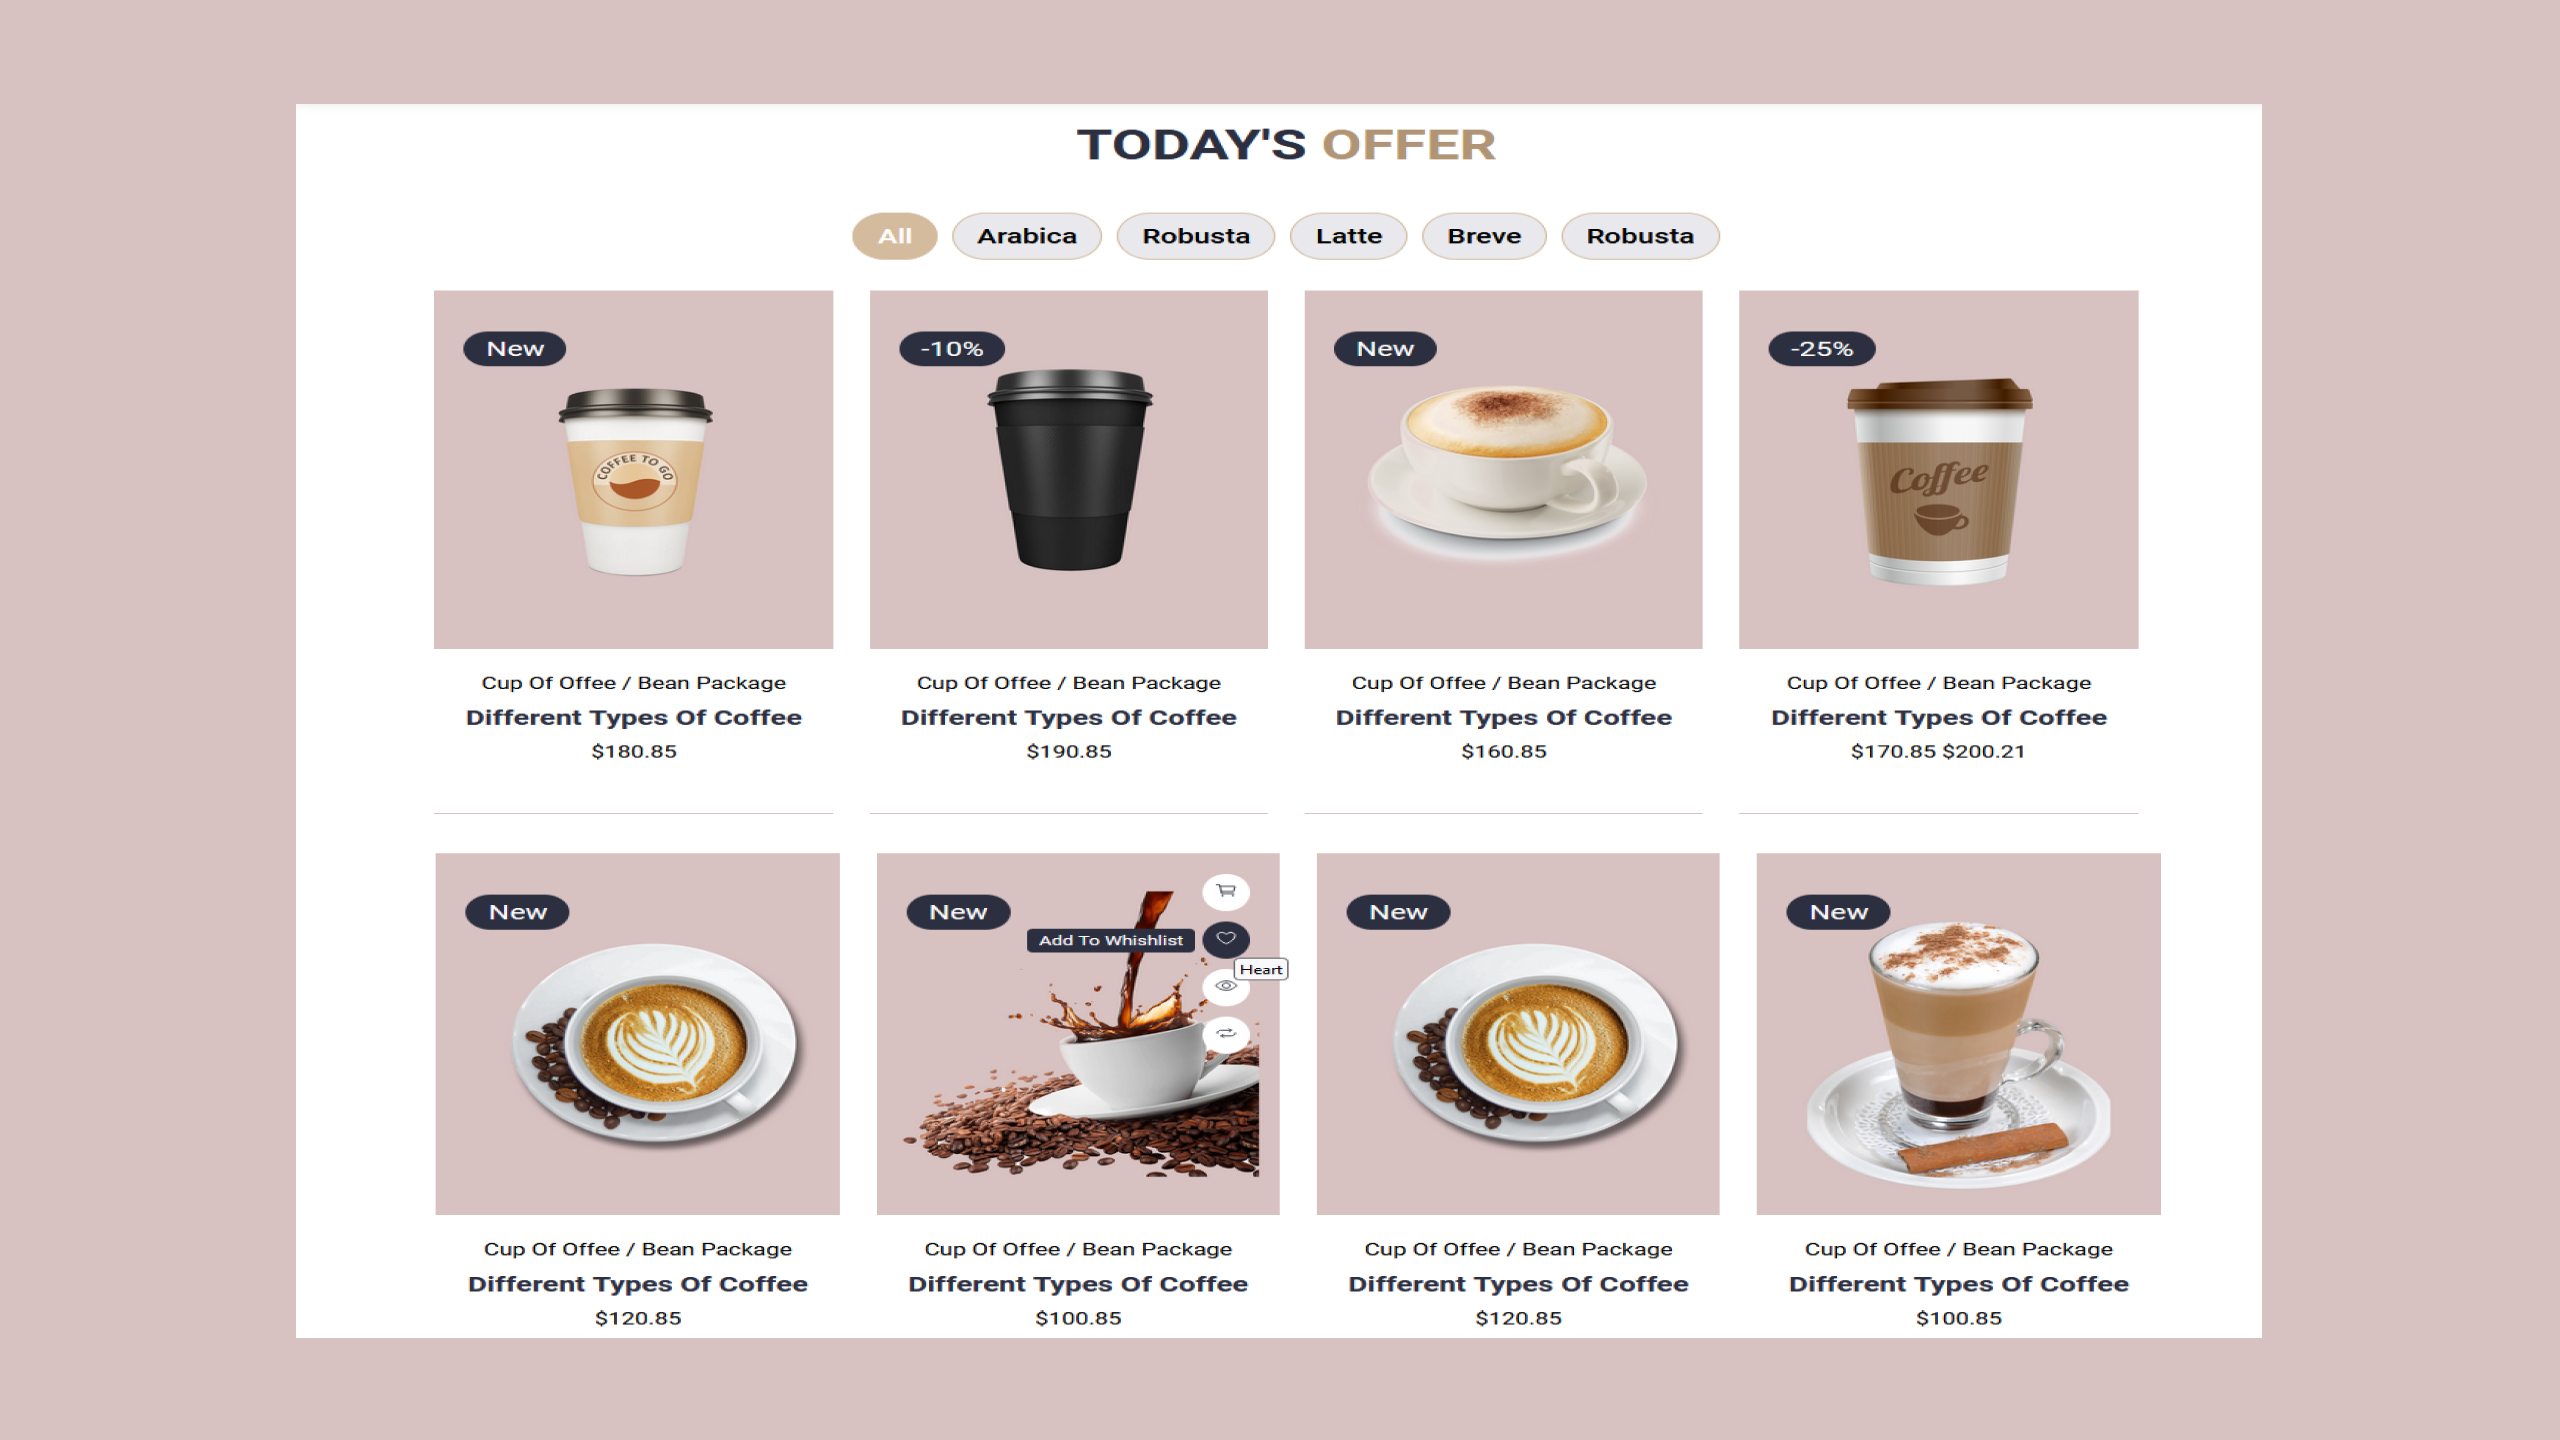 TODAY'S OFFER
All Arabica Robusta Latte Breve Robusta
New -10% New -25%
COFFEE TO GO
Coffee
Cup Of Offee / Bean Package Cup Of Offee / Bean Package Cup Of Offee / Bean Package Cup Of Offee / Bean Package
Different Types Of Coffee Different Types Of Coffee Different Types Of Coffee Different Types Of Coffee
$180.85 $190.85 $160.85 $170.85 $200.21
New New New New
Add To Whishlist
Heart
Cup Of Offee / Bean Package Cup Of Offee / Bean Package Cup Of Offee / Bean Package Cup Of Offee / Bean Package
Different Types Of Coffee Different Types Of Coffee Different Types Of Coffee Different Types Of Coffee
$120.85 $100.85 $120.85 $100.85